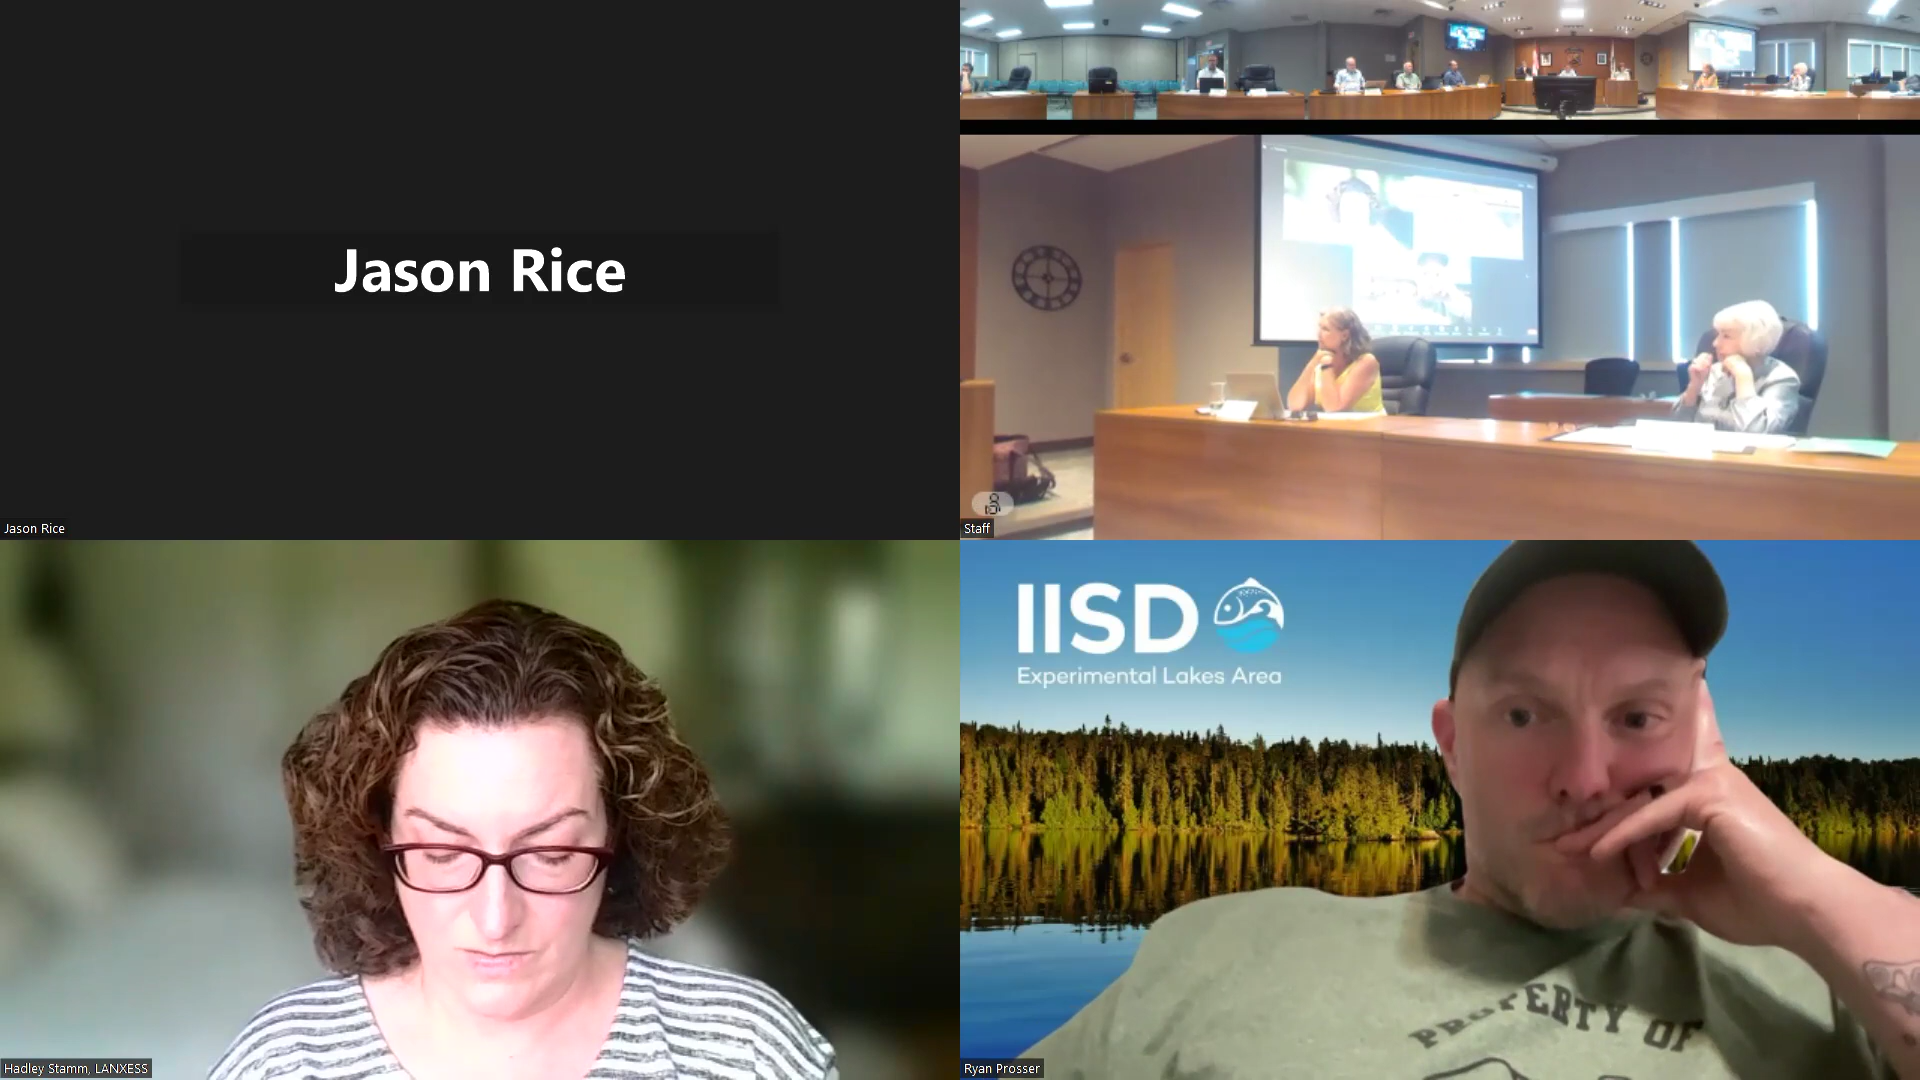 Jason Rice
Jason Rice
Staff
IISD
Experimental Lakes Area
PROPERTY OF
Hadley Stamm, LANXESS
Ryan Prosser